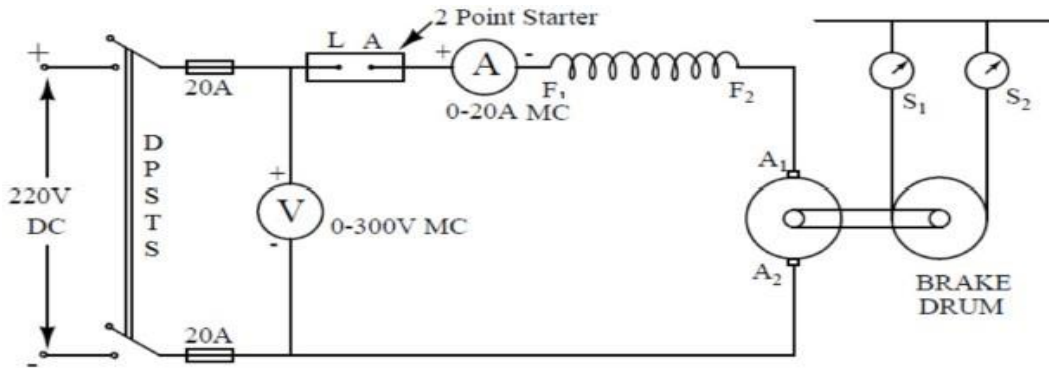 2 Point Starter
L A
+
+ A -
20A
F1 F2
0-20A MC
S1 S2
DPSTS
220V
DC
+
V
-
0-300V MC
A1
A2
BRAKE
DRUM
20A
-